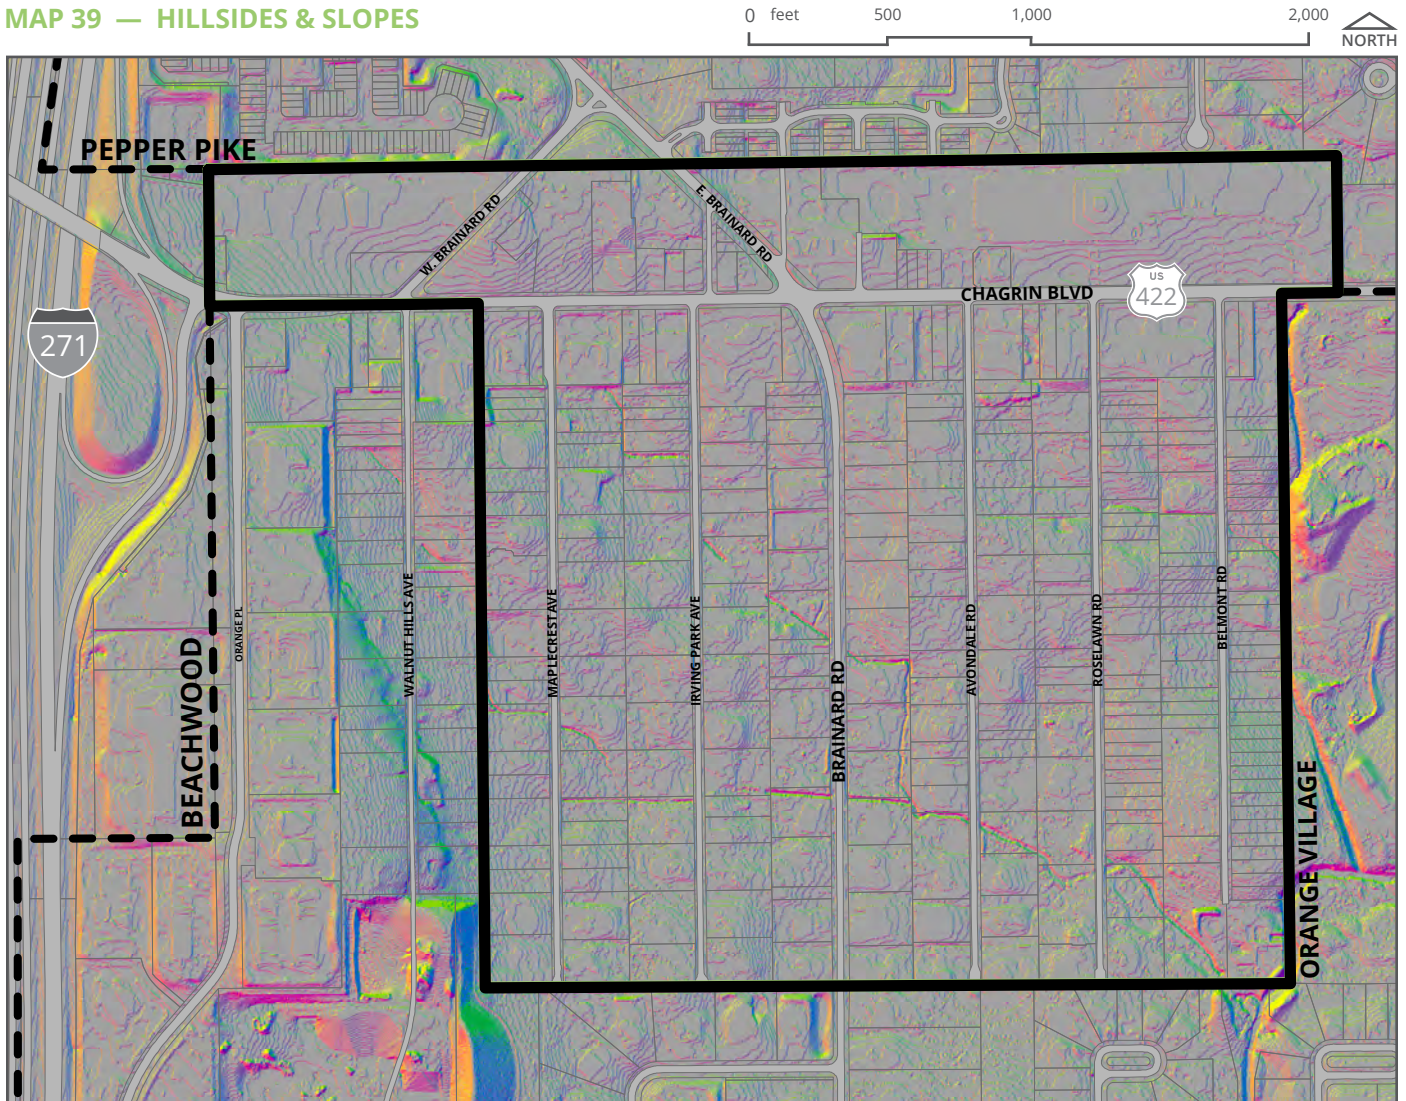 MAP 39 — HILLSIDES & SLOPES
0 feet 500 1,000 2,000
NORTH
PEPPER PIKE
W. BRAINARD RD
E. BRAINARD RD
CHAGRIN BLVD
US
422
271
BEACHWOOD
ORANGE PL
WALNUT HILLS AVE
MAPLECREST AVE
IRVING PARK AVE
BRAINARD RD
AVONDALE RD
ROSELAWN RD
BELMONT RD
ORANGE VILLAGE